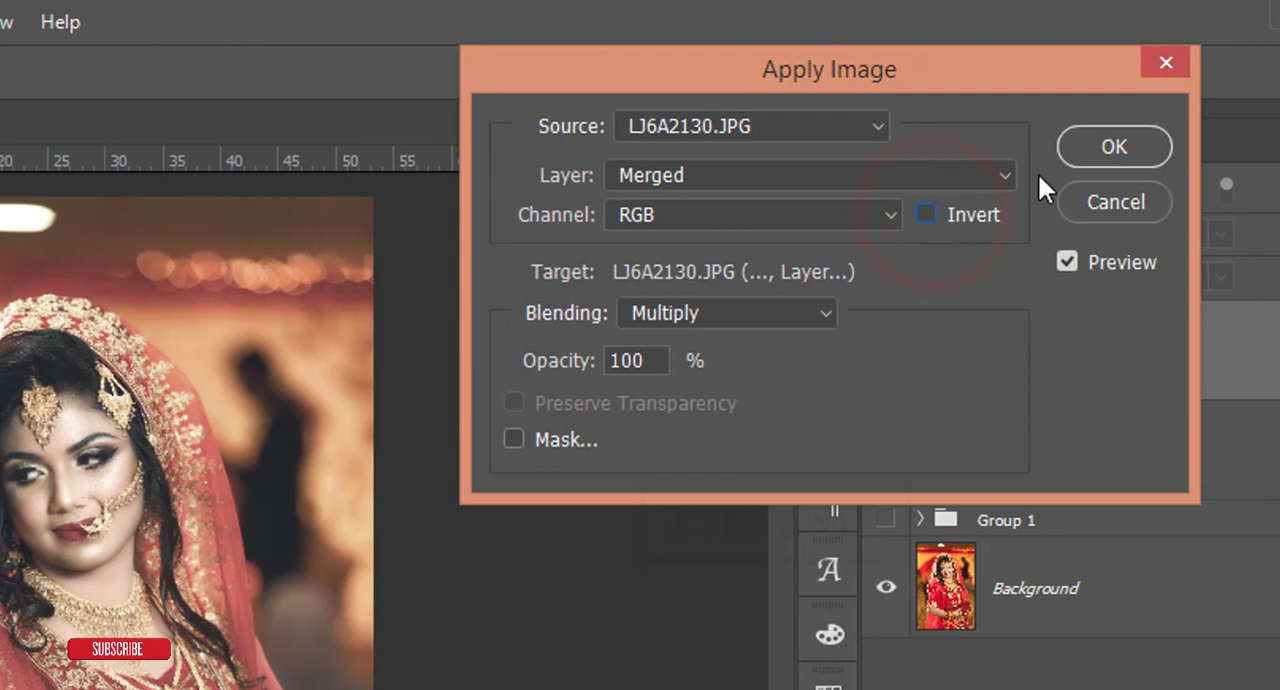 w Help
Apply Image
Source: LJ6A2130.JPG
OK
20 25 30 35 40 45 50 55
Layer: Merged
Cancel
Channel: RGB
Invert
Target: LJ6A2130.JPG (..., Layer...)
Preview
Blending: Multiply
Opacity: 100 %
Preserve Transparency
Mask...
Group 1
A
Background
SUBSCRIBE